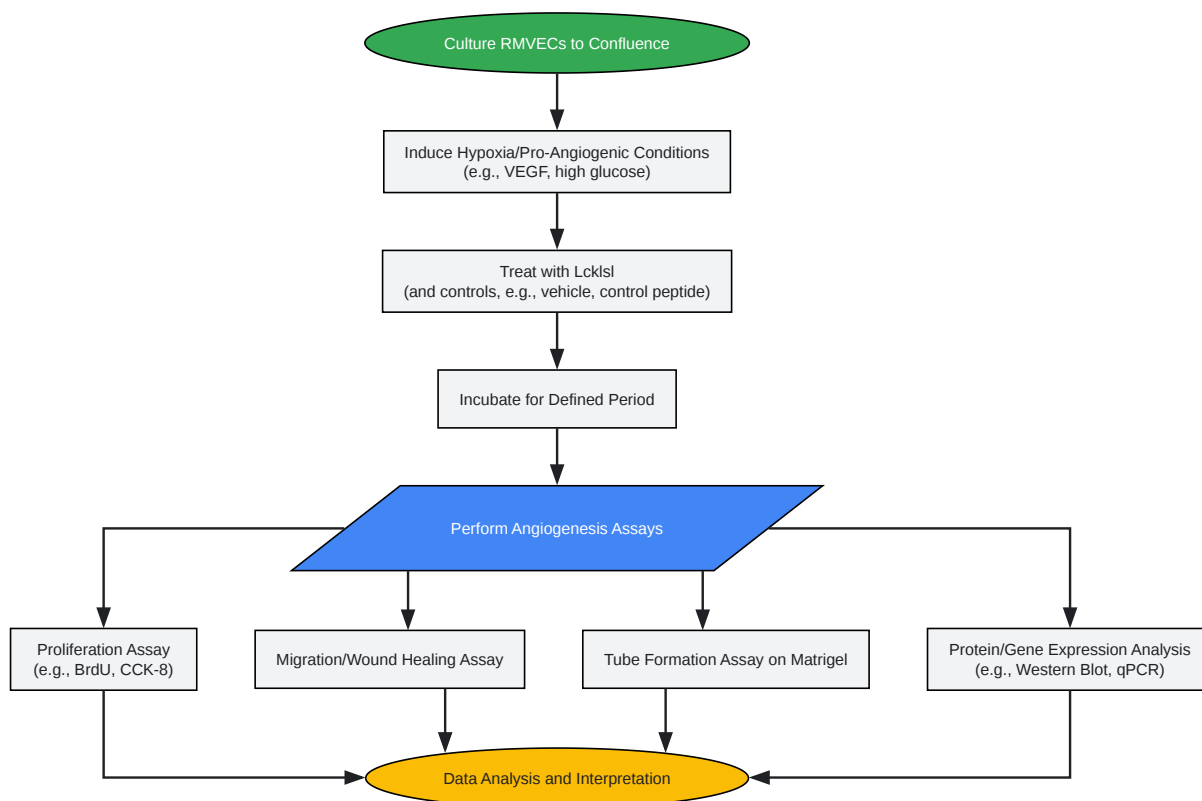 Culture RMVECs to Confluence
Induce Hypoxia/Pro-Angiogenic Conditions
(e.g., VEGF, high glucose)
Treat with Lcklsl
(and controls, e.g., vehicle, control peptide)
Incubate for Defined Period
Perform Angiogenesis Assays
Proliferation Assay
(e.g., BrdU, CCK-8)
Migration/Wound Healing Assay
Tube Formation Assay on Matrigel
Protein/Gene Expression Analysis
(e.g., Western Blot, qPCR)
Data Analysis and Interpretation